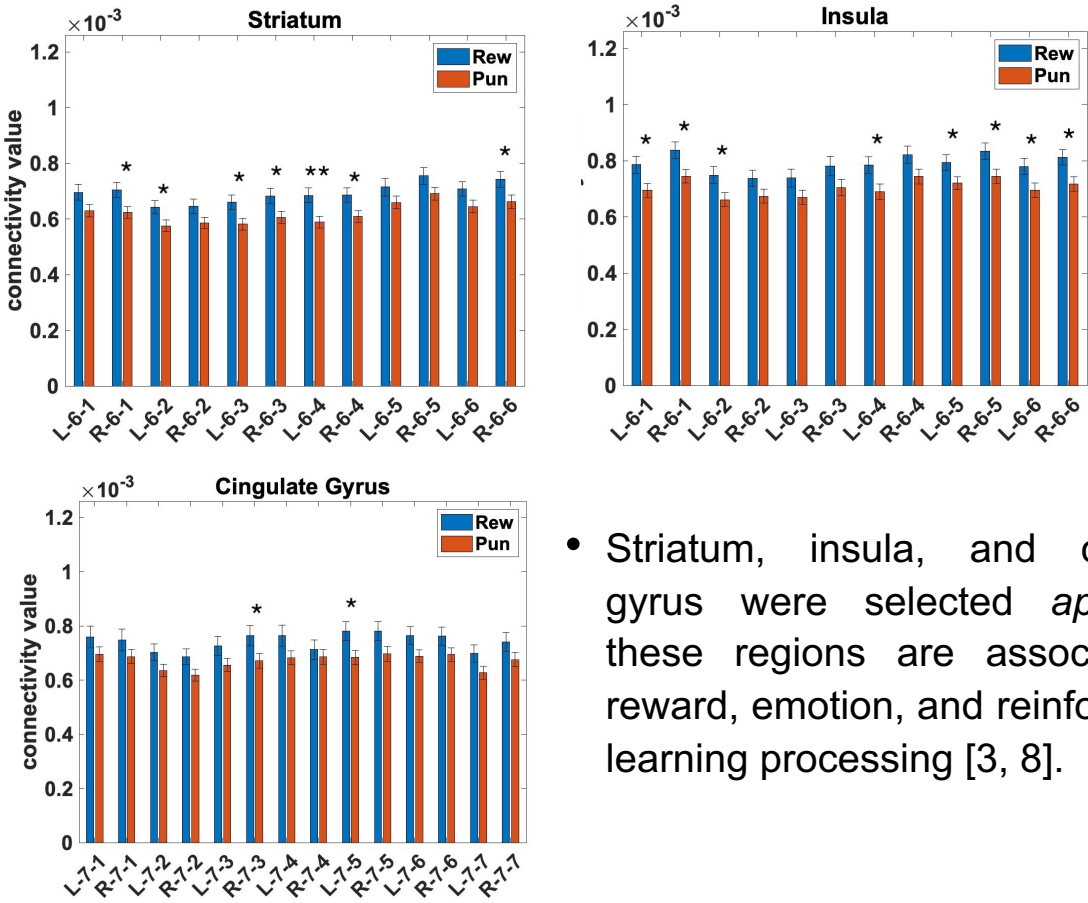 ×10⁻³
Striatum
Rew
Pun
connectivity value
1.2
1
0.8
0.6
0.4
0.2
0
* * * * ** * *
L-6-1 R-6-1 L-6-2 R-6-2 L-6-3 R-6-3 L-6-4 R-6-4 L-6-5 R-6-5 L-6-6 R-6-6
×10⁻³
Insula
Rew
Pun
1.2
1
0.8
0.6
0.4
0.2
0
* * * * * * * *
L-6-1 R-6-1 L-6-2 R-6-2 L-6-3 R-6-3 L-6-4 R-6-4 L-6-5 R-6-5 L-6-6 R-6-6
×10⁻³
Cingulate Gyrus
Rew
Pun
connectivity value
1.2
1
0.8
0.6
0.4
0.2
0
* *
L-7-1 R-7-1 L-7-2 R-7-2 L-7-3 R-7-3 L-7-4 R-7-4 L-7-5 R-7-5 L-7-6 R-7-6 L-7-7 R-7-7
• Striatum, insula, and
gyrus were selected ap
these regions are assoc
reward, emotion, and reinfo
learning processing [3, 8].